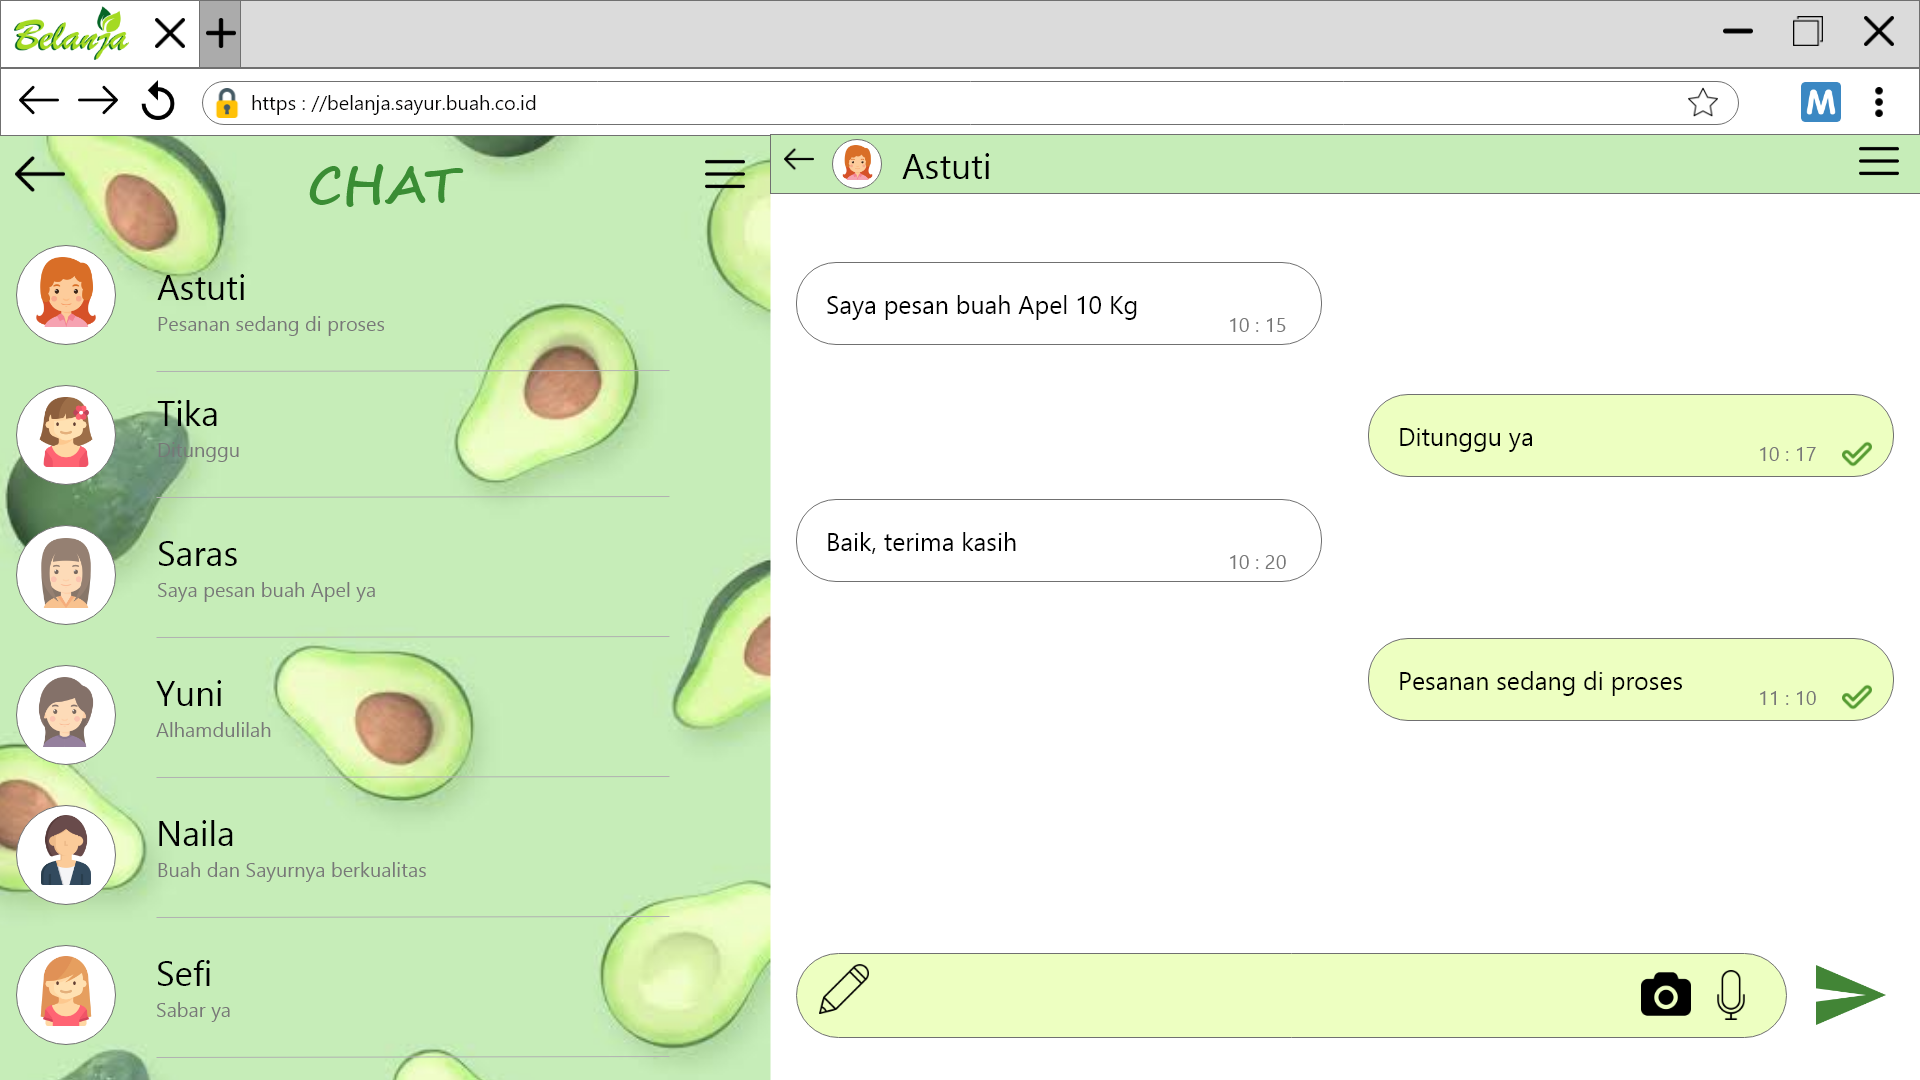 Belanja
https : //belanja.sayur.buah.co.id
M
CHAT
Astuti
Pesanan sedang di proses
Tika
Ditunggu
Saras
Saya pesan buah Apel ya
Yuni
Alhamdulilah
Naila
Buah dan Sayurnya berkualitas
Sefi
Sabar ya
Astuti
Saya pesan buah Apel 10 Kg
10 : 15
Ditunggu ya
10 : 17
Baik, terima kasih
10 : 20
Pesanan sedang di proses
11 : 10